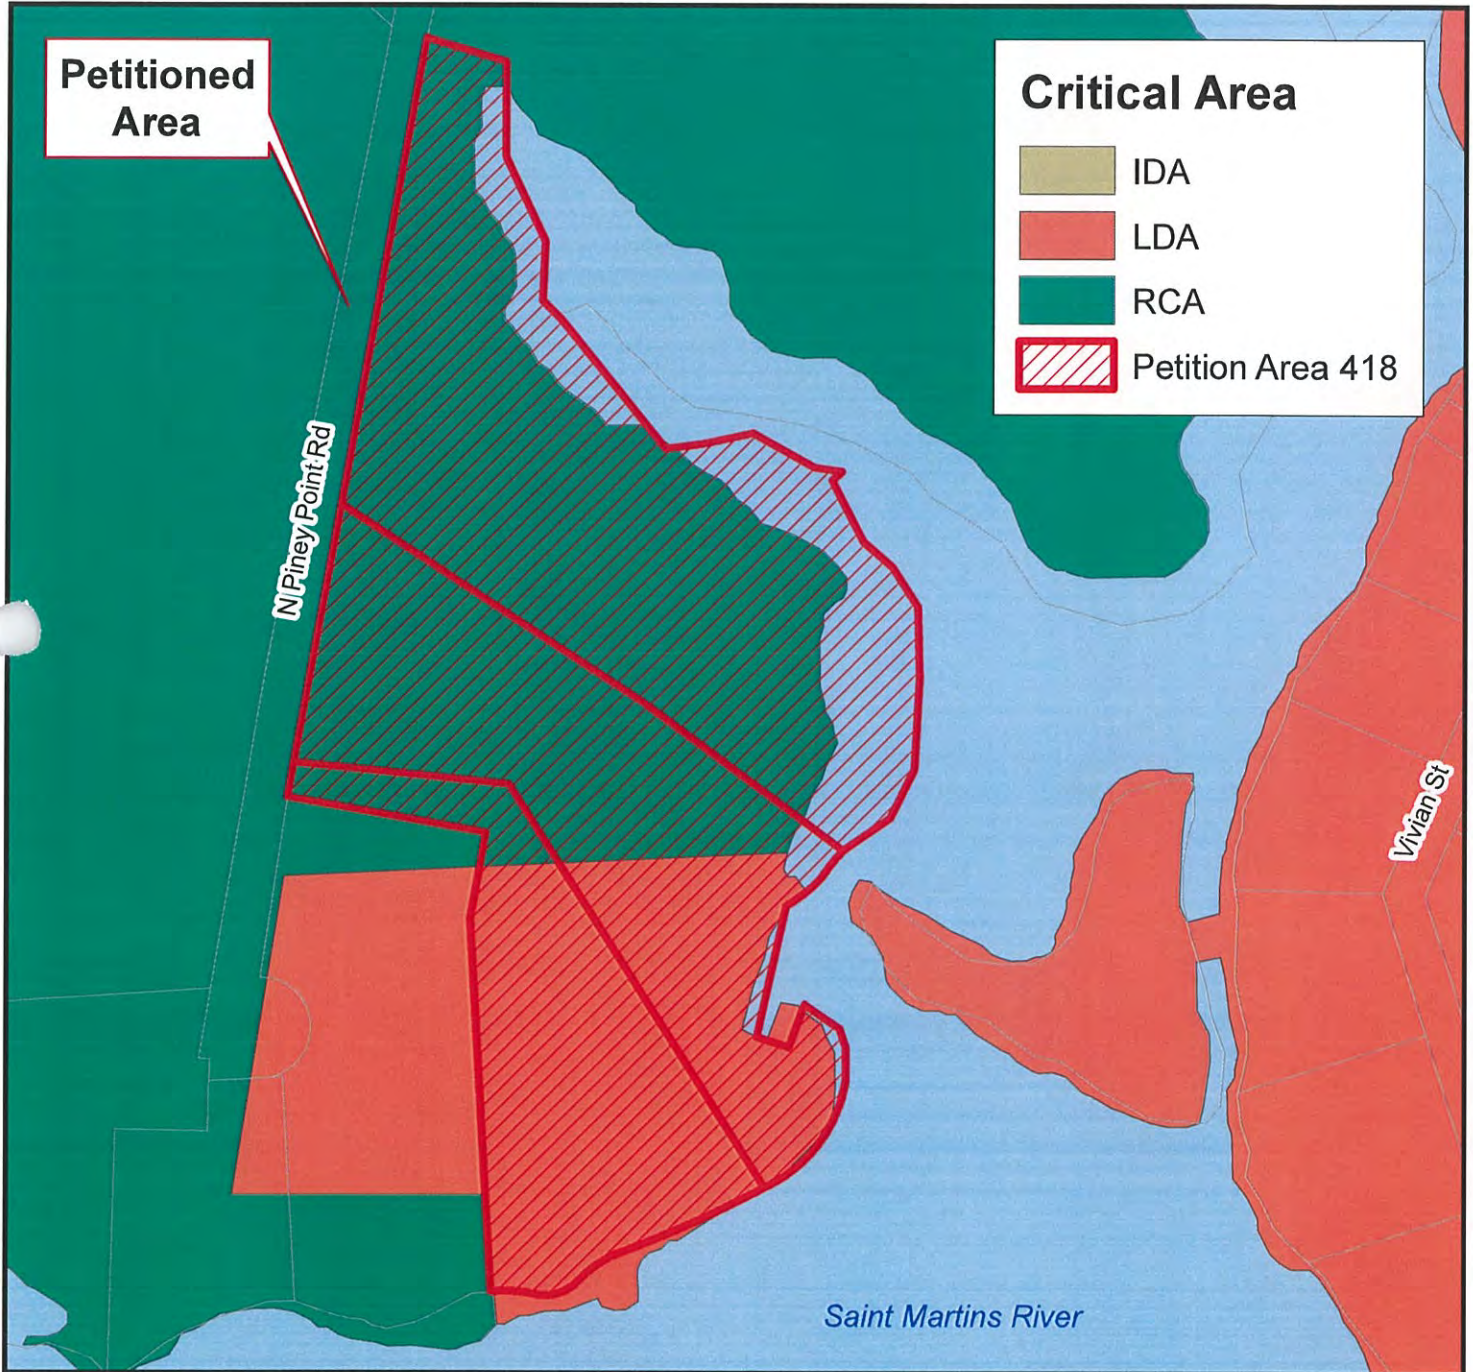 Petitioned
Area
Critical Area
IDA
LDA
RCA
Petition Area 418
N Piney Point Rd
Vivian St
Saint Martins River